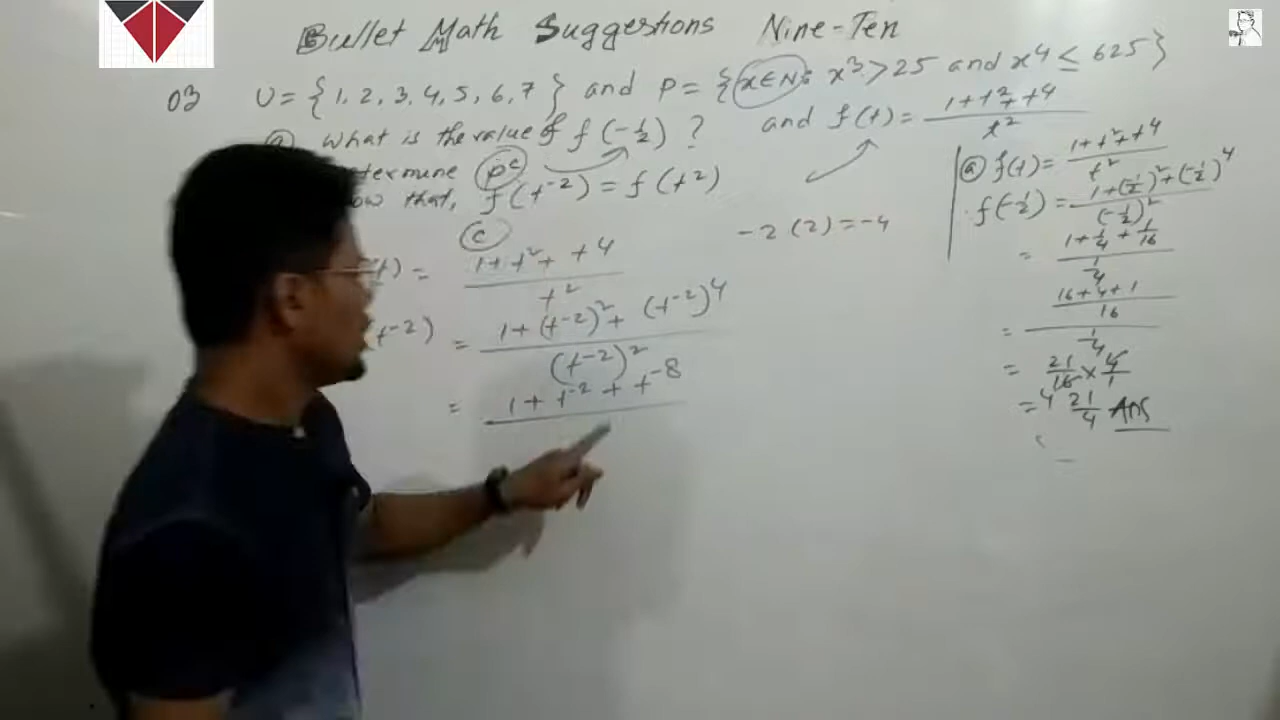 Bullet Math Suggestions Nine-Ten
03 U = {1, 2, 3, 4, 5, 6, 7} and P = {x∈N: x³ > 25 and x4 ≤ 625}
and f(t) = 1+t²+t4 / t²
what is the value of f(-1/2) ?
termine pc
ow that, f(t-2) = f(t2)
c
t) = 1+t²+ +4 / t²
t-2) = 1+(t-2)²+ (t-2)4 / (t-2)2
= 1+ t-2 + t-8
-2 (2) = -4
a f(t) = 1+t²+t4 / t²
f(-1/2) = 1+(1/2)²+(-1/2)4 / (-1/2)²
= 1+1/4+1/16 / 1/4
= 16+4+1 / 16 / 1/4
= 21/16 × 4/1
4
= 21/4 Ans